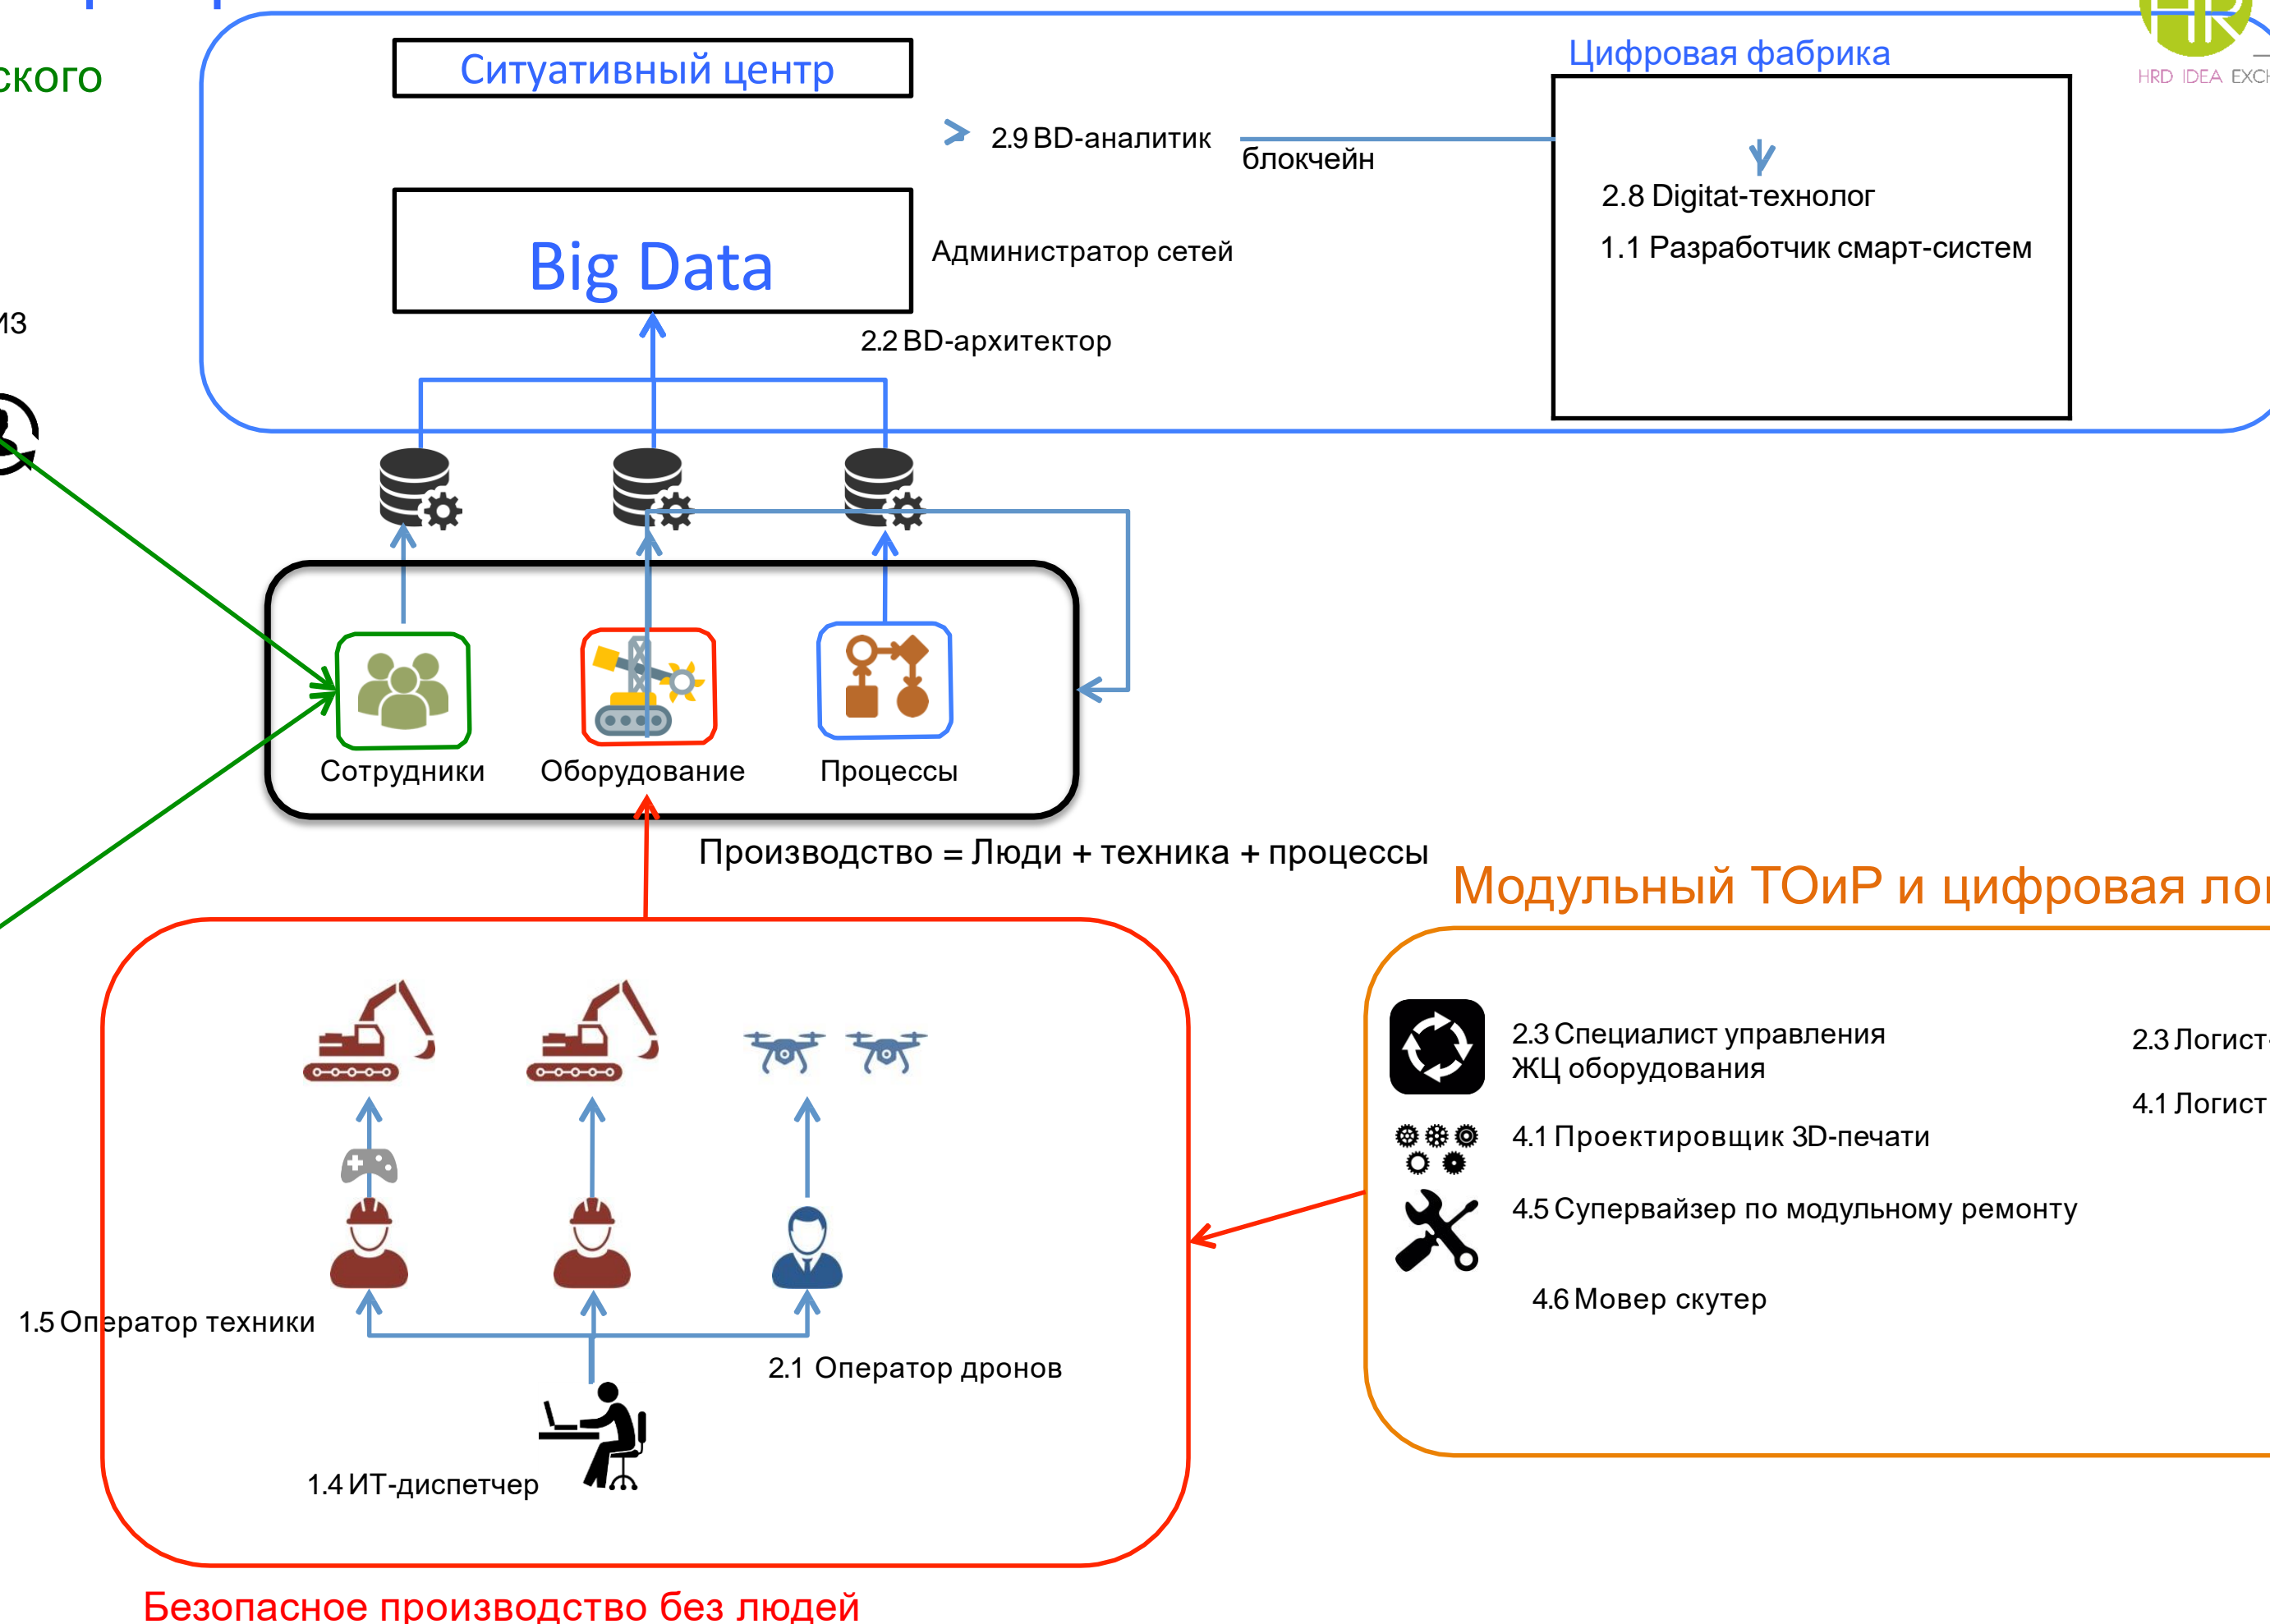 ского
Ситуативный центр
Цифровая фабрика
HR
HRD IDEA EXCH
2.9 BD-аналитик
блокчейн
2.8 Digitat-технолог
1.1 Разработчик смарт-систем
Big Data
Администратор сетей
2.2 BD-архитектор
из
Сотрудники
Оборудование
Процессы
Производство = Люди + техника + процессы
Модульный ТОиР и цифровая лог
2.3 Специалист управления
ЖЦ оборудования
2.3 Логист-
4.1 Логист
4.1 Проектировщик 3D-печати
4.5 Супервайзер по модульному ремонту
4.6 Мовер скутер
1.5 Оператор техники
2.1 Оператор дронов
1.4 ИТ-диспетчер
Безопасное производство без людей